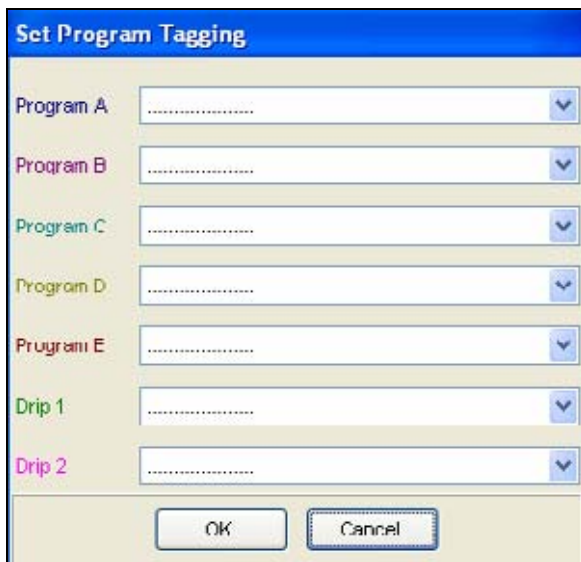 Set Program Tagging
Program A ....................
Program B ....................
Program C ....................
Program D ....................
Program E ....................
Drip 1 ....................
Drip 2 ....................
OK Cancel